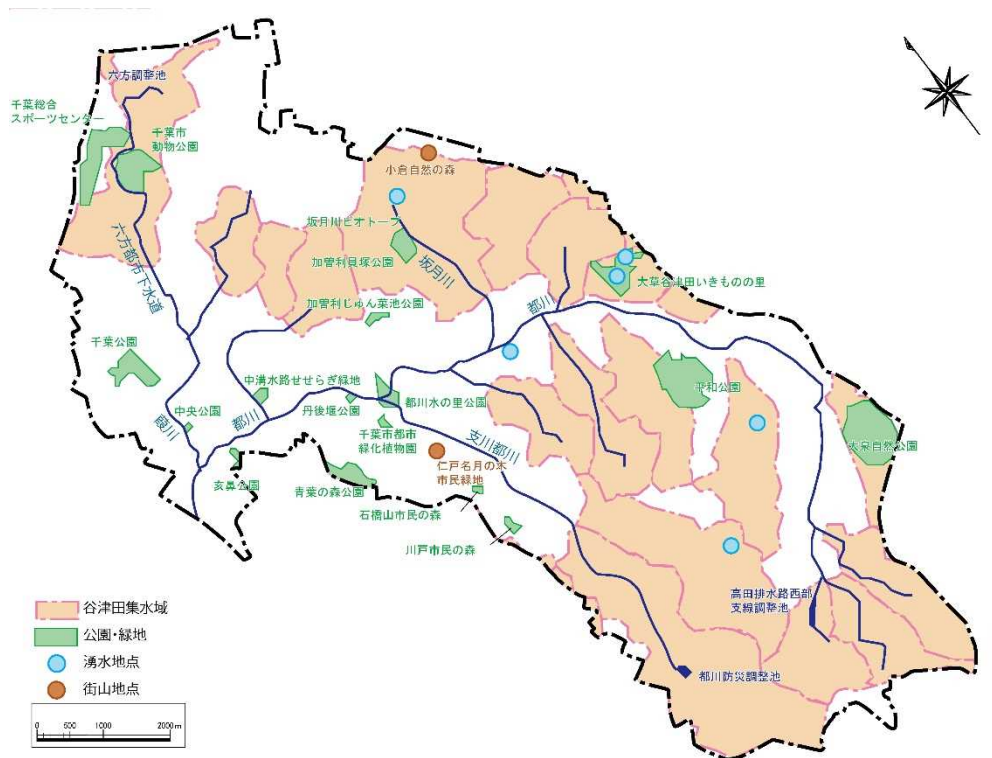 六方調整池
千葉総合
スポーツセンター
千葉市
動物公園
小倉自然の森
坂月川ビオトープ
加曽利貝塚公園
坂月川
六方都市下水道
加曽利じゅん菜池公園
大草谷津田いきものの里
都川
千葉公園
中溝水路せせらぎ緑地
平和公園
中央公園
葭川
都川
丹後堰公園
都川水の里公園
千葉市都市
緑化植物園
支川都川
大泉自然公園
亥鼻公園
青葉の森公園
仁戸名月の木
市民緑地
石橋山市民の森
川戸市民の森
高田排水路西部
支線調整池
都川防災調整池
谷津田集水域
公園・緑地
湧水地点
街山地点
0 500 1000 2000m